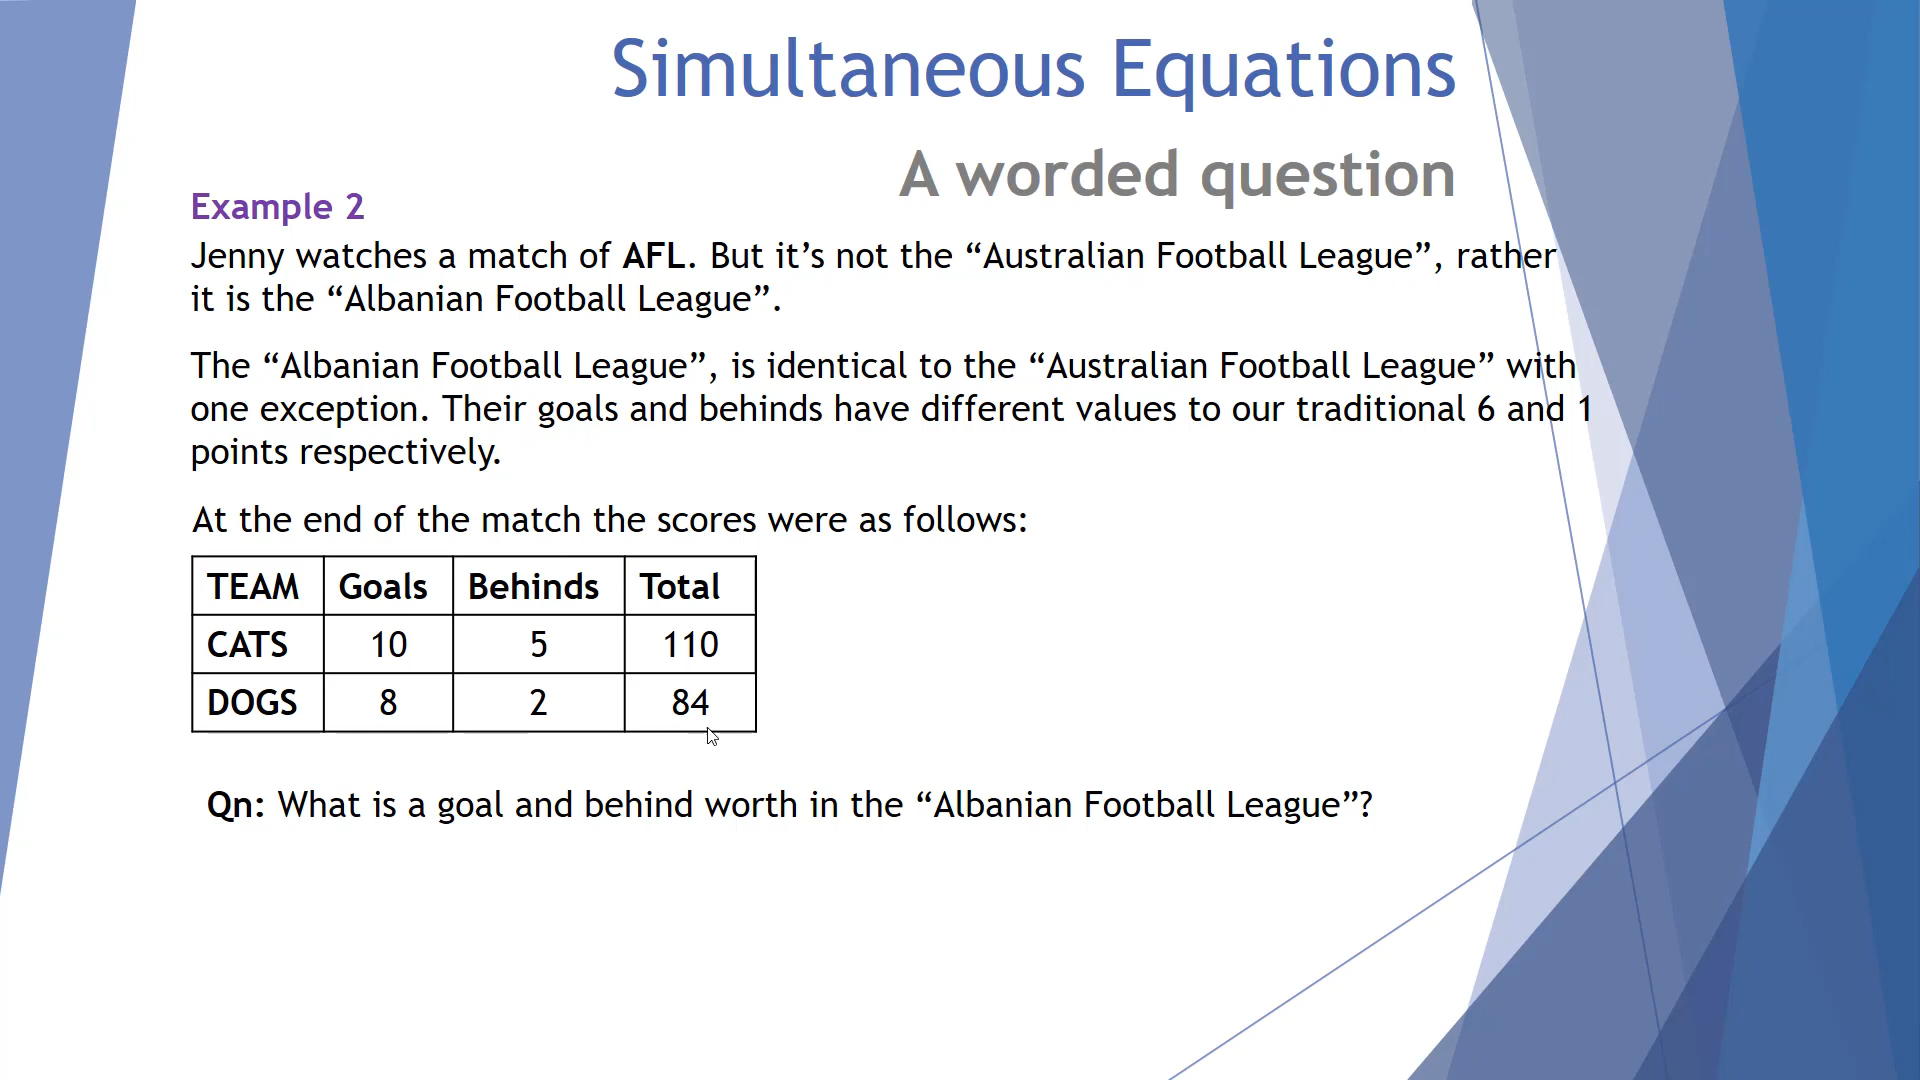 Simultaneous Equations
A worded question
Example 2
Jenny watches a match of AFL. But it’s not the “Australian Football League”, rather
it is the “Albanian Football League”.
The “Albanian Football League”, is identical to the “Australian Football League” with
one exception. Their goals and behinds have different values to our traditional 6 and 1
points respectively.
At the end of the match the scores were as follows:
TEAM Goals Behinds Total
CATS 10 5 110
DOGS 8 2 84
Qn: What is a goal and behind worth in the “Albanian Football League”?